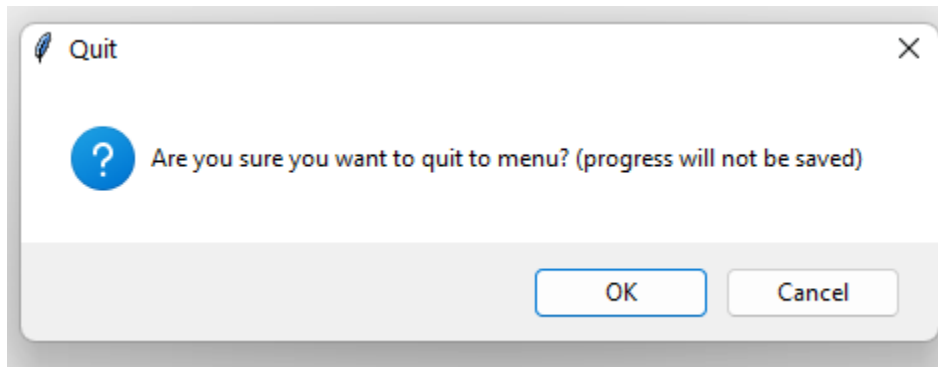 Quit
Are you sure you want to quit to menu? (progress will not be saved)
OK
Cancel